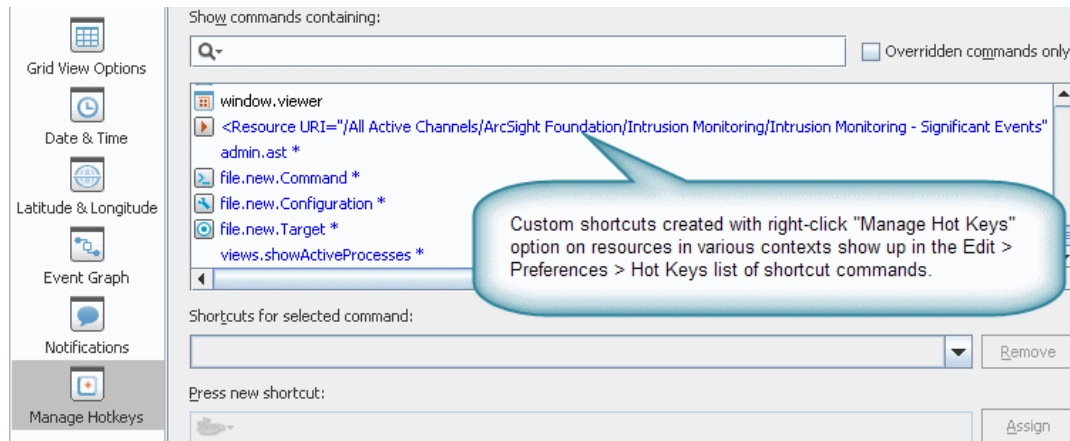 Grid View Options
Date & Time
Latitude & Longitude
Event Graph
Notifications
Manage Hotkeys
Show commands containing:
Overridden commands only
window.viewer
<Resource URI="/All Active Channels/ArcSight Foundation/Intrusion Monitoring/Intrusion Monitoring - Significant Events"
admin.ast *
file.new.Command *
file.new.Configuration *
file.new.Target *
views.showActiveProcesses *
Custom shortcuts created with right-click "Manage Hot Keys"
option on resources in various contexts show up in the Edit >
Preferences > Hot Keys list of shortcut commands.
Shortcuts for selected command:
Remove
Press new shortcut:
Assign